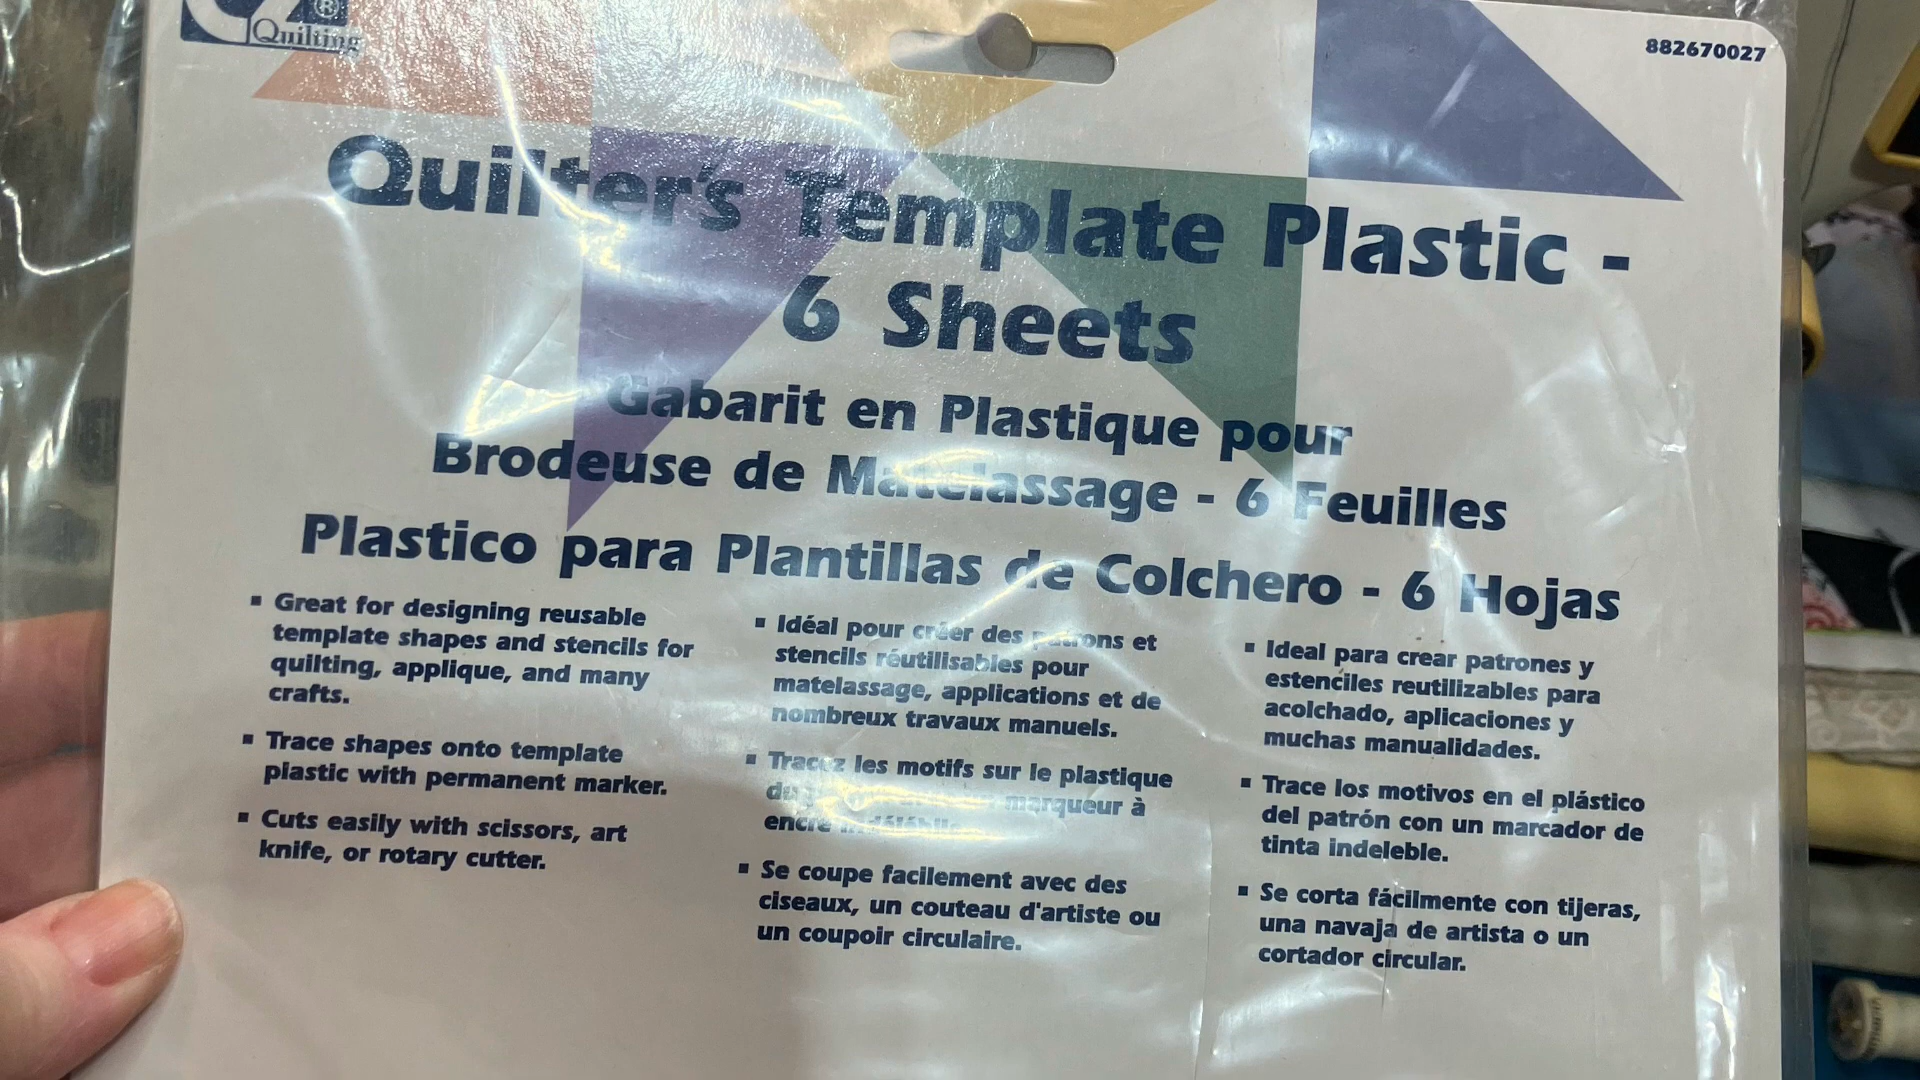 EZ®
Quilting
882670027
Quilter's Template Plastic -
6 Sheets
Gabarit en Plastique pour
Brodeuse de Matelassage - 6 Feuilles
Plastico para Plantillas de Colchero - 6 Hojas
▪ Great for designing reusable
template shapes and stencils for
quilting, applique, and many
crafts.
▪ Trace shapes onto template
plastic with permanent marker.
▪ Cuts easily with scissors, art
knife, or rotary cutter.
▪ Idéal pour créer des patrons et
stencils réutilisables pour
matelassage, applications et de
nombreux travaux manuels.
▪ Tracez les motifs sur le plastique
marqueur à
encre indélébile.
▪ Se coupe facilement avec des
ciseaux, un couteau d'artiste ou
un coupoir circulaire.
▪ Ideal para crear patrones y
estenciles reutilizables para
acolchado, aplicaciones y
muchas manualidades.
▪ Trace los motivos en el plástico
del patrón con un marcador de
tinta indeleble.
▪ Se corta fácilmente con tijeras,
una navaja de artista o un
cortador circular.